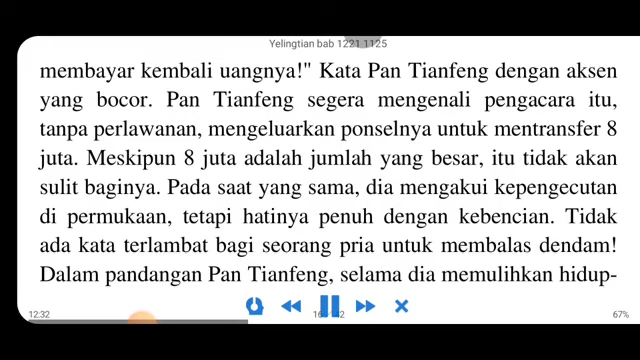 Yelingtian bab 1221 1125
membayar kembali uangnya!" Kata Pan Tianfeng dengan aksen
yang bocor. Pan Tianfeng segera mengenali pengacara itu,
tanpa perlawanan, mengeluarkan ponselnya untuk mentransfer 8
juta. Meskipun 8 juta adalah jumlah yang besar, itu tidak akan
sulit baginya. Pada saat yang sama, dia mengakui kepengecutan
di permukaan, tetapi hatinya penuh dengan kebencian. Tidak
ada kata terlambat bagi seorang pria untuk membalas dendam!
Dalam pandangan Pan Tianfeng, selama dia memulihkan hidup-
12:32
67%